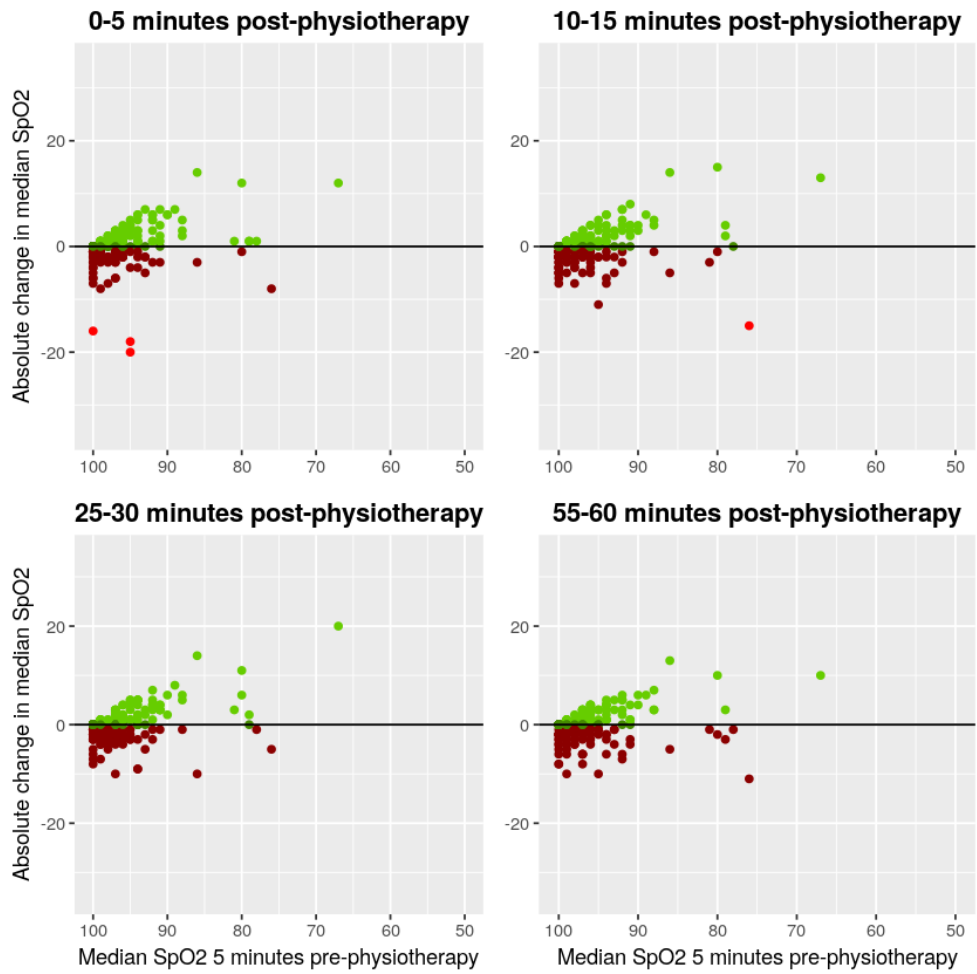 0-5 minutes post-physiotherapy
10-15 minutes post-physiotherapy
Absolute change in median SpO2
20
0
-20
100 90 80 70 60 50
20
0
-20
100 90 80 70 60 50
25-30 minutes post-physiotherapy
55-60 minutes post-physiotherapy
Absolute change in median SpO2
20
0
-20
100 90 80 70 60 50
Median SpO2 5 minutes pre-physiotherapy
20
0
-20
100 90 80 70 60 50
Median SpO2 5 minutes pre-physiotherapy